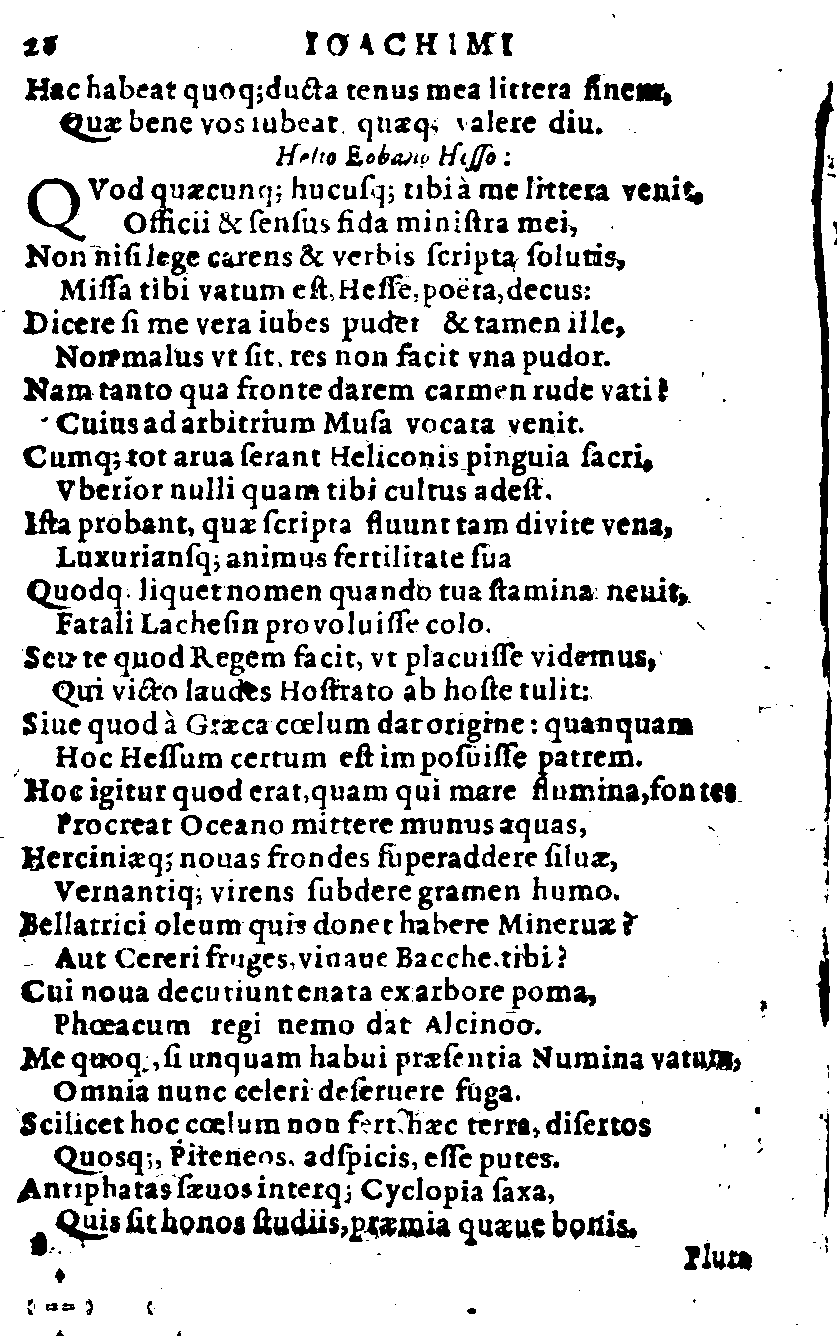 28 IOACHIMI
Hac habeat quoq; ducta tenus mea littera finem,
Quæ bene vos iubeat, quæq; valere diu.
Helio Eobano Hesso:
QVod quæcunq; hucuſq; tibi à me littera venit,
Officii & ſenſus fida miniſtra mei,
Non niſi lege carens & verbis ſcripta ſolutis,
Miſſa tibi vatum eſt, Heſſe, poëta, decus:
Dicere ſi me vera iubes pudet & tamen ille,
Non malus vt ſit, res non facit vna pudor.
Nam tanto qua fronte darem carmen rude vati?
Cuius ad arbitrium Muſa vocata venit.
Cumq; tot arua ſerant Heliconis pinguia ſacri,
Vberior nulli quam tibi cultus adeſt.
Iſta probant, quæ ſcripta fluunt tam divite vena,
Luxurianſq; animus fertilitate ſua
Quodq. liquet nomen quando tua ſtamina nevit,
Fatali Lacheſin provoluiſſe colo.
Seu te quod Regem facit, vt placuiſſe videmus,
Qui victo laudes Hoſtrato ab hoſte tulit:
Siue quod à Græca cœlum dat origine: quanquam
Hoc Heſſum certum eſt impoſuiſſe patrem.
Hoc igitur quod erat, quam qui mare flumina, fontes
Procreat Oceano mittere munus aquas,
Herciniæq; nouas frondes ſuperaddere ſiluæ,
Vernantiq; virens ſubdere gramen humo.
Bellatrici oleum quis donet habere Mineruæ?
Aut Cereri fruges, vinaue Bacche, tibi?
Cui noua decutiunt enata ex arbore poma,
Phœacum regi nemo dat Alcinoo.
Me quoq., ſi unquam habui præſentia Numina vatum,
Omnia nunc celeri deſeruere fuga.
Scilicet hoc cœlum non fert, hæc terra, diſertos
Quosq;, Piteneos, adſpicis, eſſe putes.
Antiphatas ſæuos interq; Cyclopia ſaxa,
Quis ſit honos ſtudiis, præmia quæue bonis.
Plura